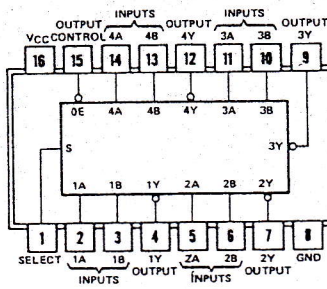 INPUTS INPUTS
OUTPUT OUTPUT OUTPUT
VCC CONTROL 4A 4B 4Y 3A 3B 3Y
16 15 14 13 12 11 10 9
OE 4A 4B 4Y 3A 3B
S 3Y
1A 1B 1Y 2A 2B 2Y
1 2 3 4 5 6 7 8
SELECT 1A 1B 1Y 2A 2B 2Y GND
OUTPUT OUTPUT
INPUTS INPUTS